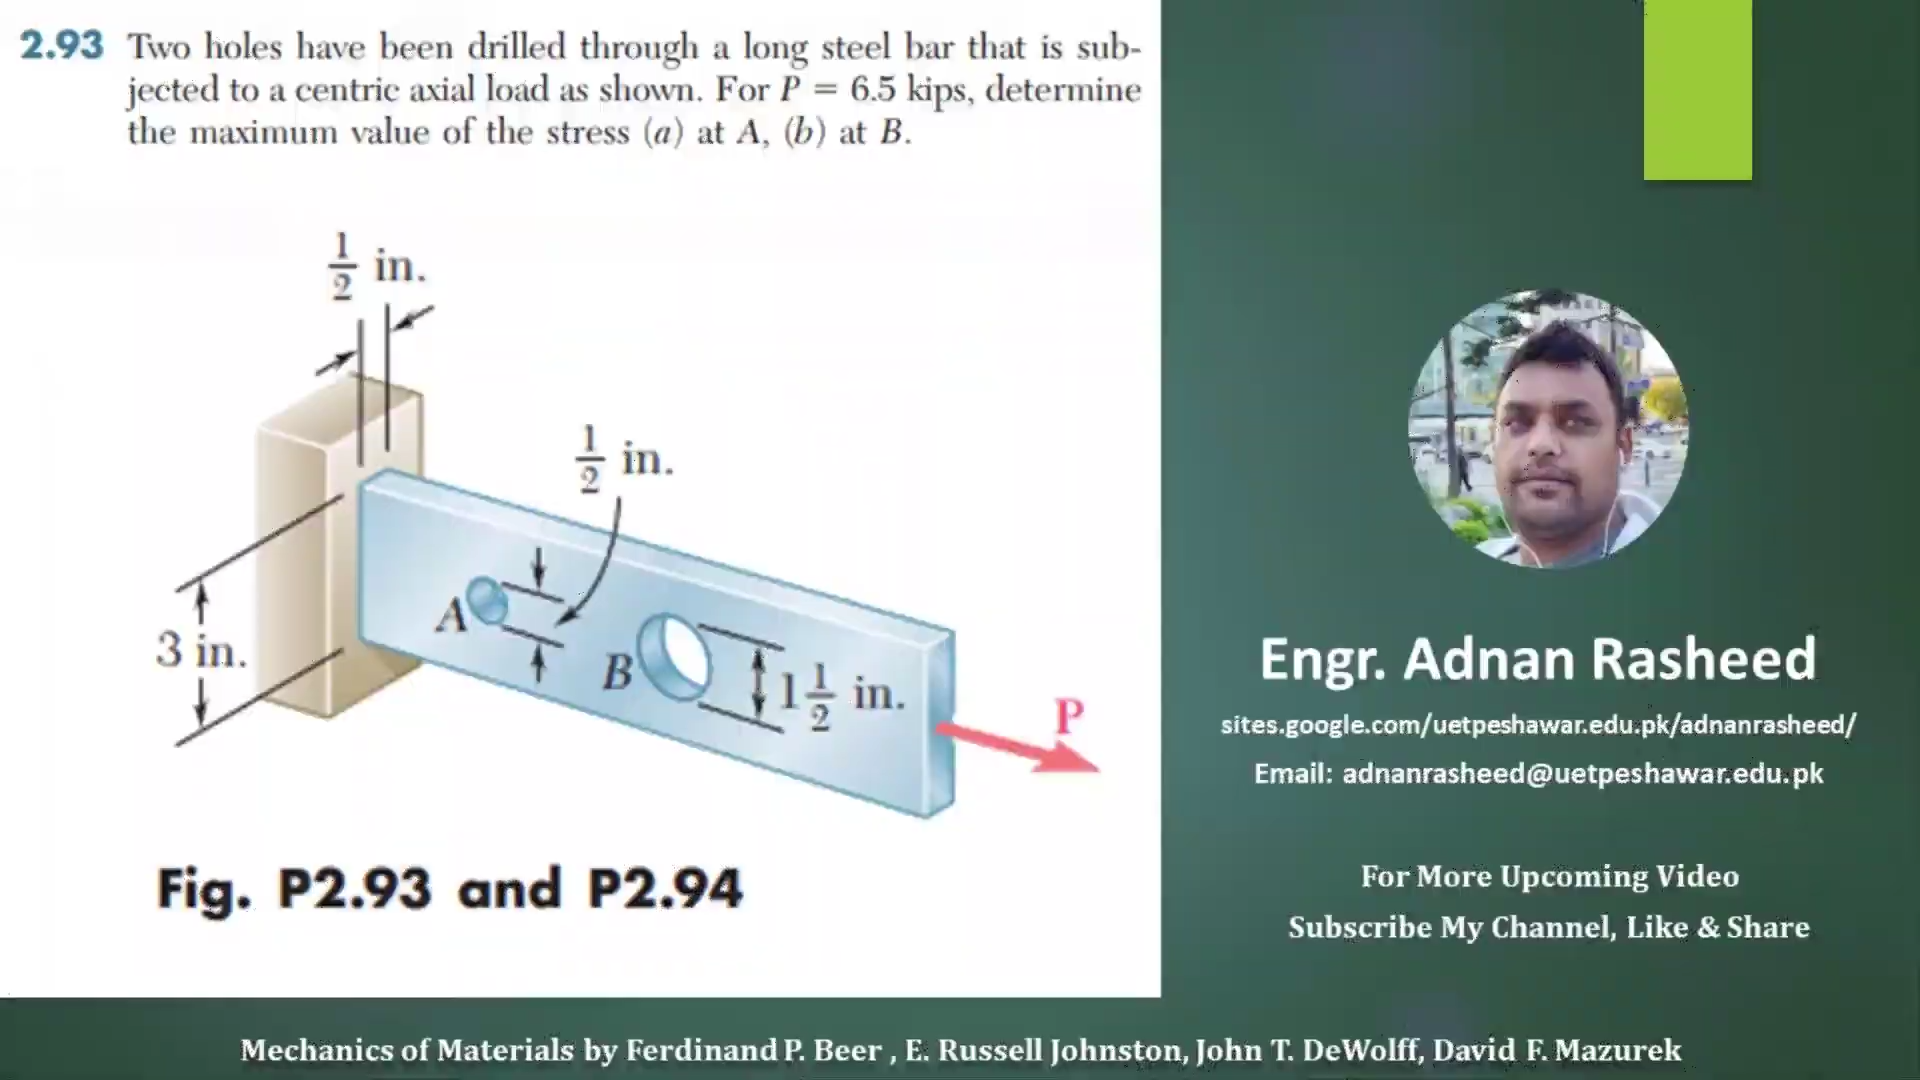 2.93 Two holes have been drilled through a long steel bar that is sub-
jected to a centric axial load as shown. For P = 6.5 kips, determine
the maximum value of the stress (a) at A, (b) at B.
1/2 in.
1/2 in.
A
3 in.
B
1 1/2 in.
P
Fig. P2.93 and P2.94
Engr. Adnan Rasheed
sites.google.com/uetpeshawar.edu.pk/adnanrasheed/
Email: adnanrasheed@uetpeshawar.edu.pk
For More Upcoming Video
Subscribe My Channel, Like & Share
Mechanics of Materials by Ferdinand P. Beer , E. Russell Johnston, John T. DeWolff, David F. Mazurek